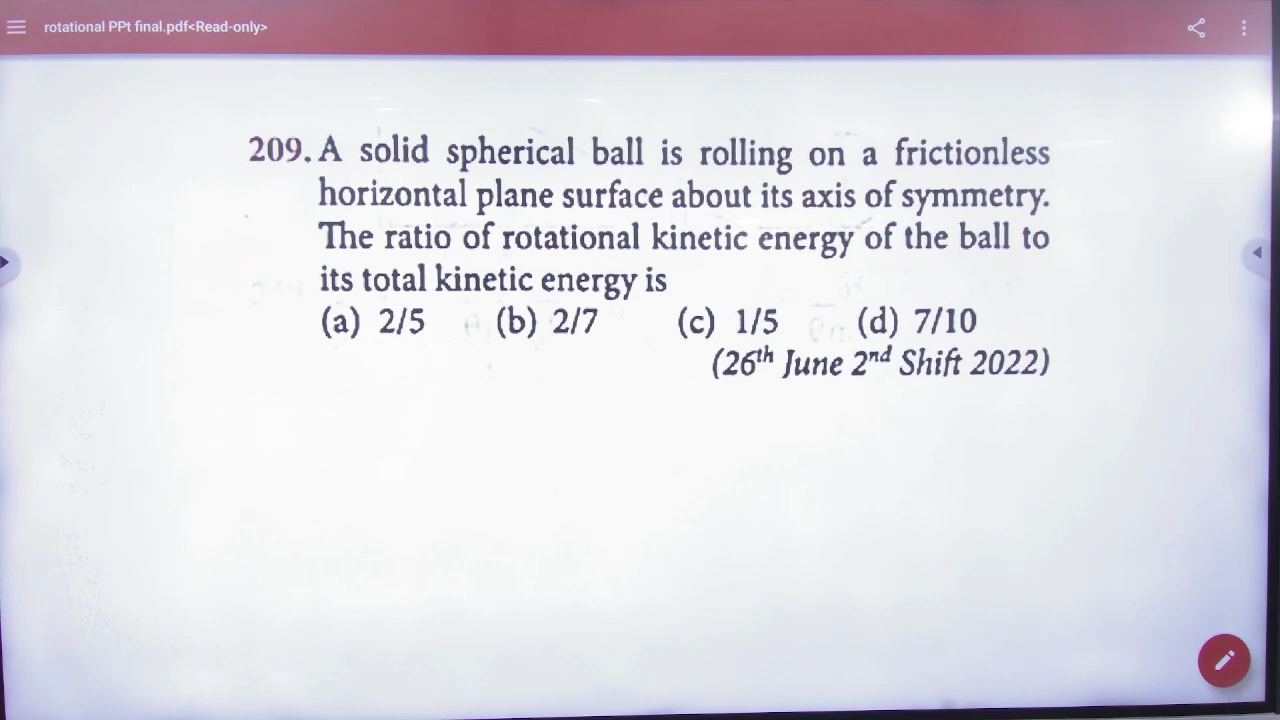 rotational PPt final.pdf<Read-only>
209. A solid spherical ball is rolling on a frictionless
horizontal plane surface about its axis of symmetry.
The ratio of rotational kinetic energy of the ball to
its total kinetic energy is
(a) 2/5 (b) 2/7 (c) 1/5 (d) 7/10
(26th June 2nd Shift 2022)